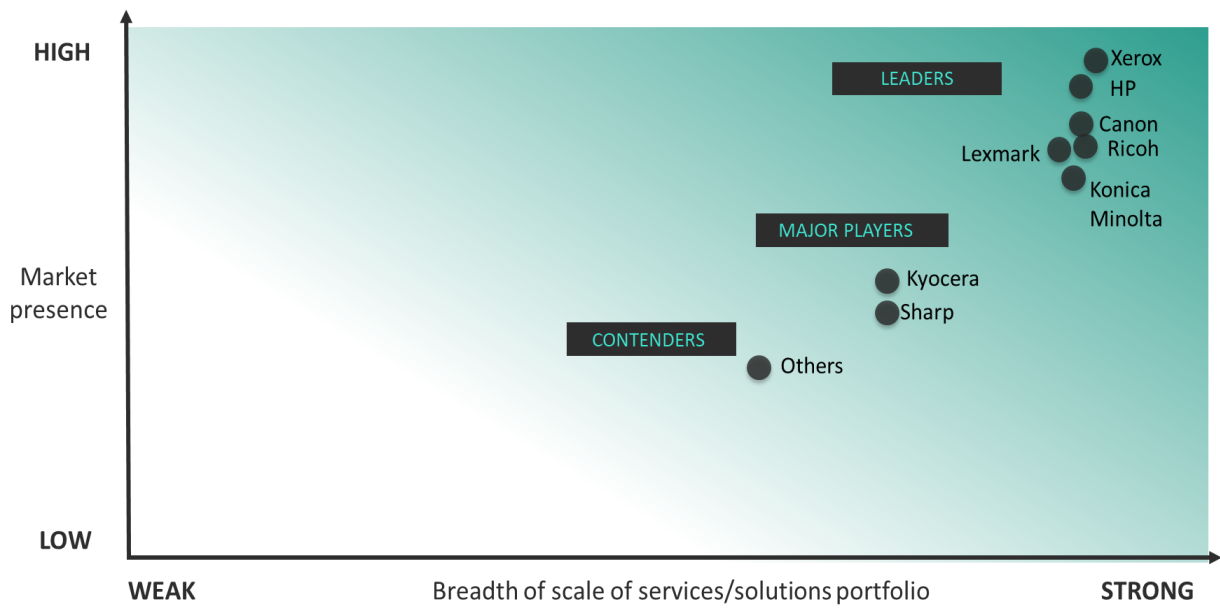 HIGH
LEADERS
Xerox
HP
Canon
Lexmark
Ricoh
Konica
Minolta
MAJOR PLAYERS
Market
presence
Kyocera
Sharp
CONTENDERS
Others
LOW
WEAK
Breadth of scale of services/solutions portfolio
STRONG